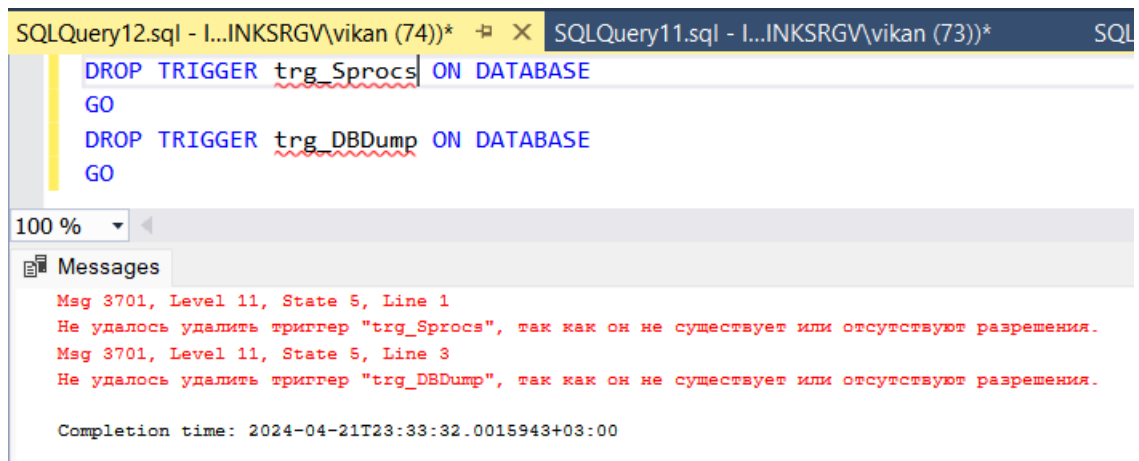 SQLQuery12.sql - I...INKSRGV\vikan (74))* SQLQuery11.sql - I...INKSRGV\vikan (73))* SQL
DROP TRIGGER trg_Sprocs ON DATABASE
GO
DROP TRIGGER trg_DBDump ON DATABASE
GO
100 %
Messages
Msg 3701, Level 11, State 5, Line 1
Не удалось удалить триггер "trg_Sprocs", так как он не существует или отсутствуют разрешения.
Msg 3701, Level 11, State 5, Line 3
Не удалось удалить триггер "trg_DBDump", так как он не существует или отсутствуют разрешения.
Completion time: 2024-04-21T23:33:32.0015943+03:00